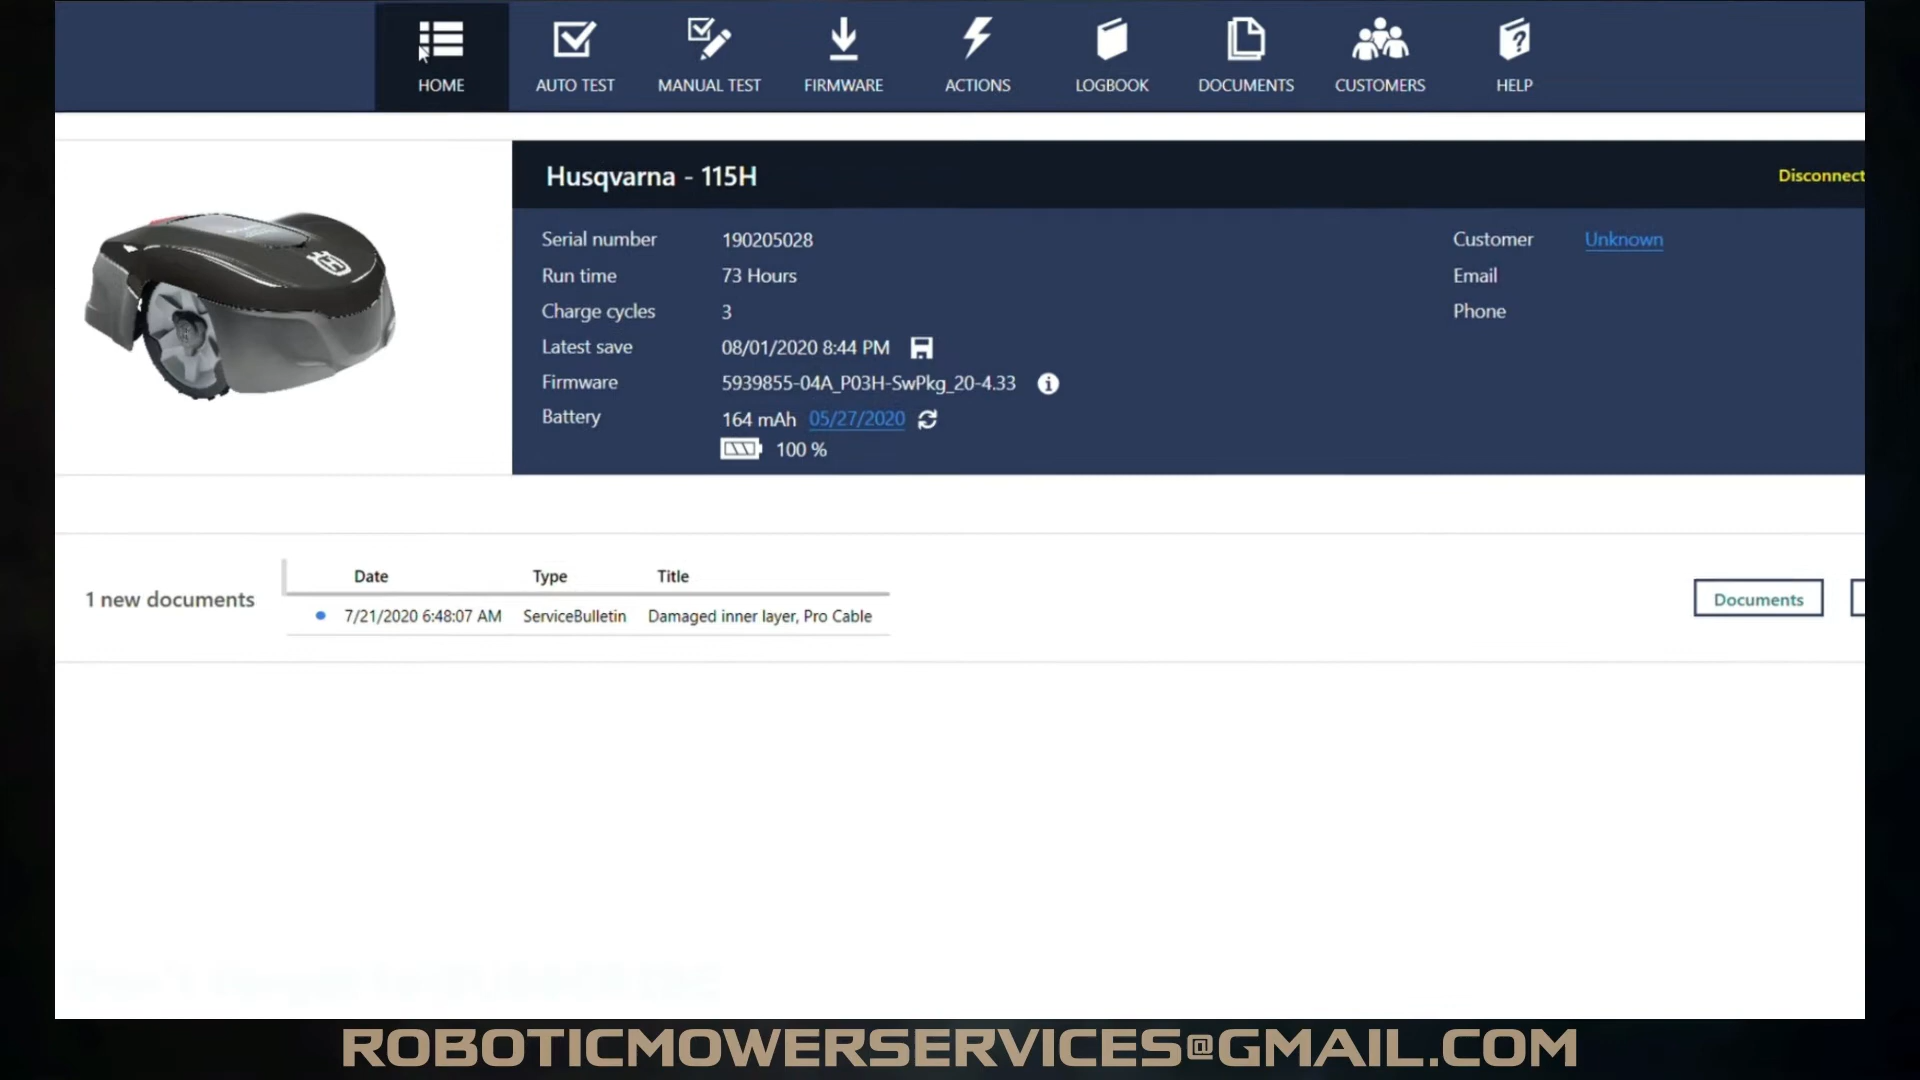 HOME
AUTO TEST
MANUAL TEST
FIRMWARE
ACTIONS
LOGBOOK
DOCUMENTS
CUSTOMERS
HELP
Husqvarna - 115H
Disconnect
Serial number 190205028
Run time 73 Hours
Charge cycles 3
Latest save 08/01/2020 8:44 PM
Firmware 5939855-04A_P03H-SwPkg_20-4.33
Battery 164 mAh 05/27/2020
100 %
Customer Unknown
Email
Phone
1 new documents
Date Type Title
7/21/2020 6:48:07 AM ServiceBulletin Damaged inner layer, Pro Cable
Documents
ROBOTICMOWERSERVICES@GMAIL.COM